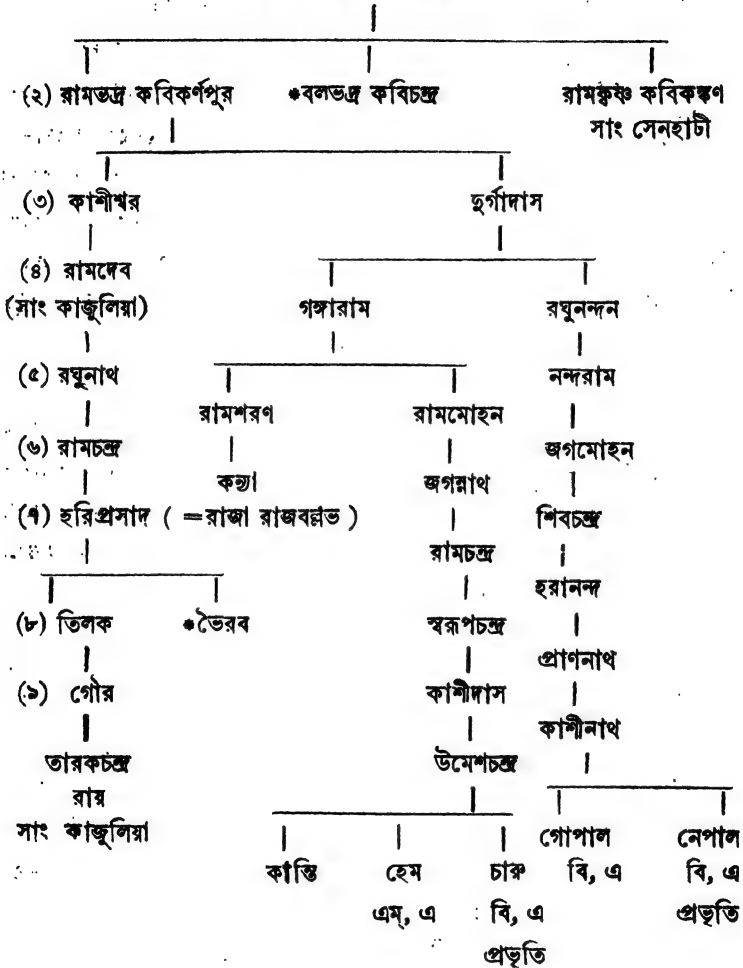 (২) রামভদ্র কবিকর্ণপুর *বলভদ্র কবিচন্দ্র রামকৃষ্ণ কবিকঙ্কণ
সাং সেনহাটী
(৩) কাশীশ্বর দুর্গাদাস
(৪) রামদেব
(সাং কাজুলিয়া) গঙ্গারাম রঘুনন্দন
(৫) রঘুনাথ নন্দরাম
রামশরণ রামমোহন
(৬) রামচন্দ্র জগমোহন
কন্যা জগন্নাথ
(৭) হরিপ্রসাদ ( =রাজা রাজবল্লভ ) শিবচন্দ্র
রামচন্দ্র
হরানন্দ
(৮) তিলক *ভৈরব স্বরূপচন্দ্র
প্রাণনাথ
(৯) গৌর কাশীদাস
কাশীনাথ
তারকচন্দ্র উমেশচন্দ্র
রায়
সাং কাজুলিয়া গোপাল নেপাল
কান্তি হেম চারু বি, এ বি, এ
এম্, এ বি, এ প্রভৃতি
প্রভৃতি